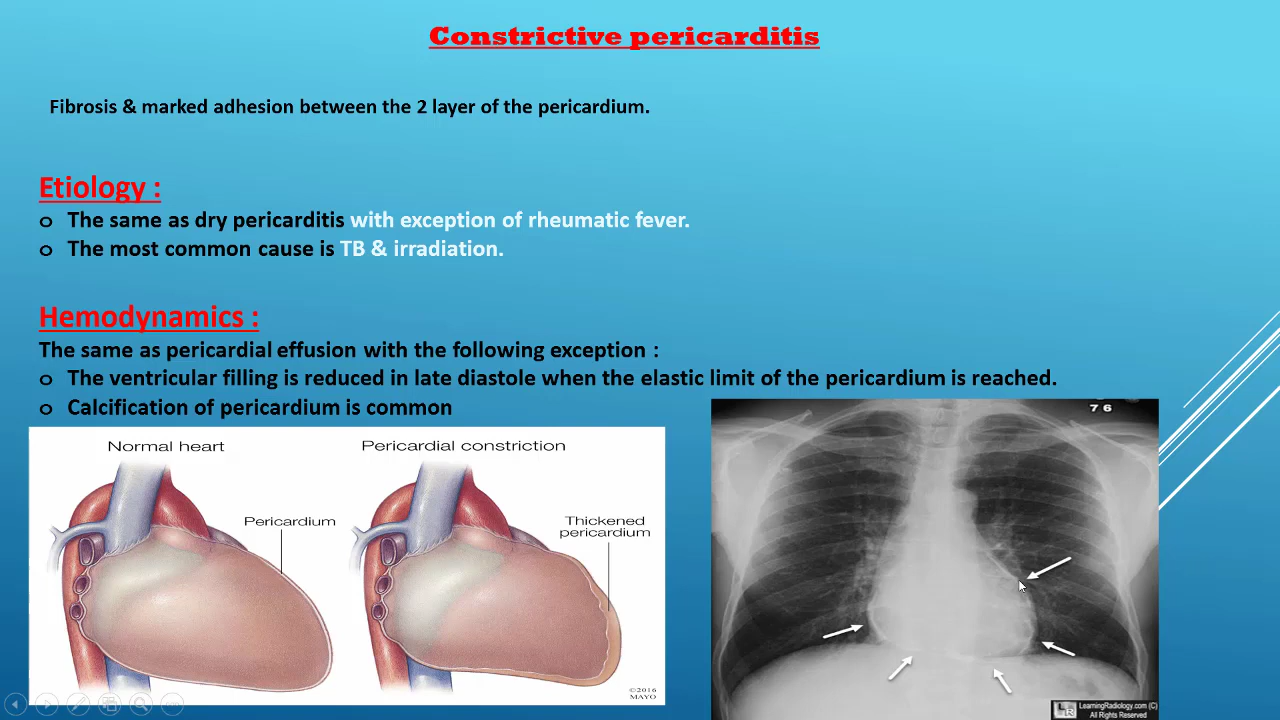 Constrictive pericarditis
Fibrosis & marked adhesion between the 2 layer of the pericardium.
Etiology :
o The same as dry pericarditis with exception of rheumatic fever.
o The most common cause is TB & irradiation.
Hemodynamics :
The same as pericardial effusion with the following exception :
o The ventricular filling is reduced in late diastole when the elastic limit of the pericardium is reached.
o Calcification of pericardium is common
Normal heart
Pericardial constriction
Pericardium
Thickened
pericardium
©2016
MAYO
76
LR
LearningRadiology.com (C)
All Rights Reserved